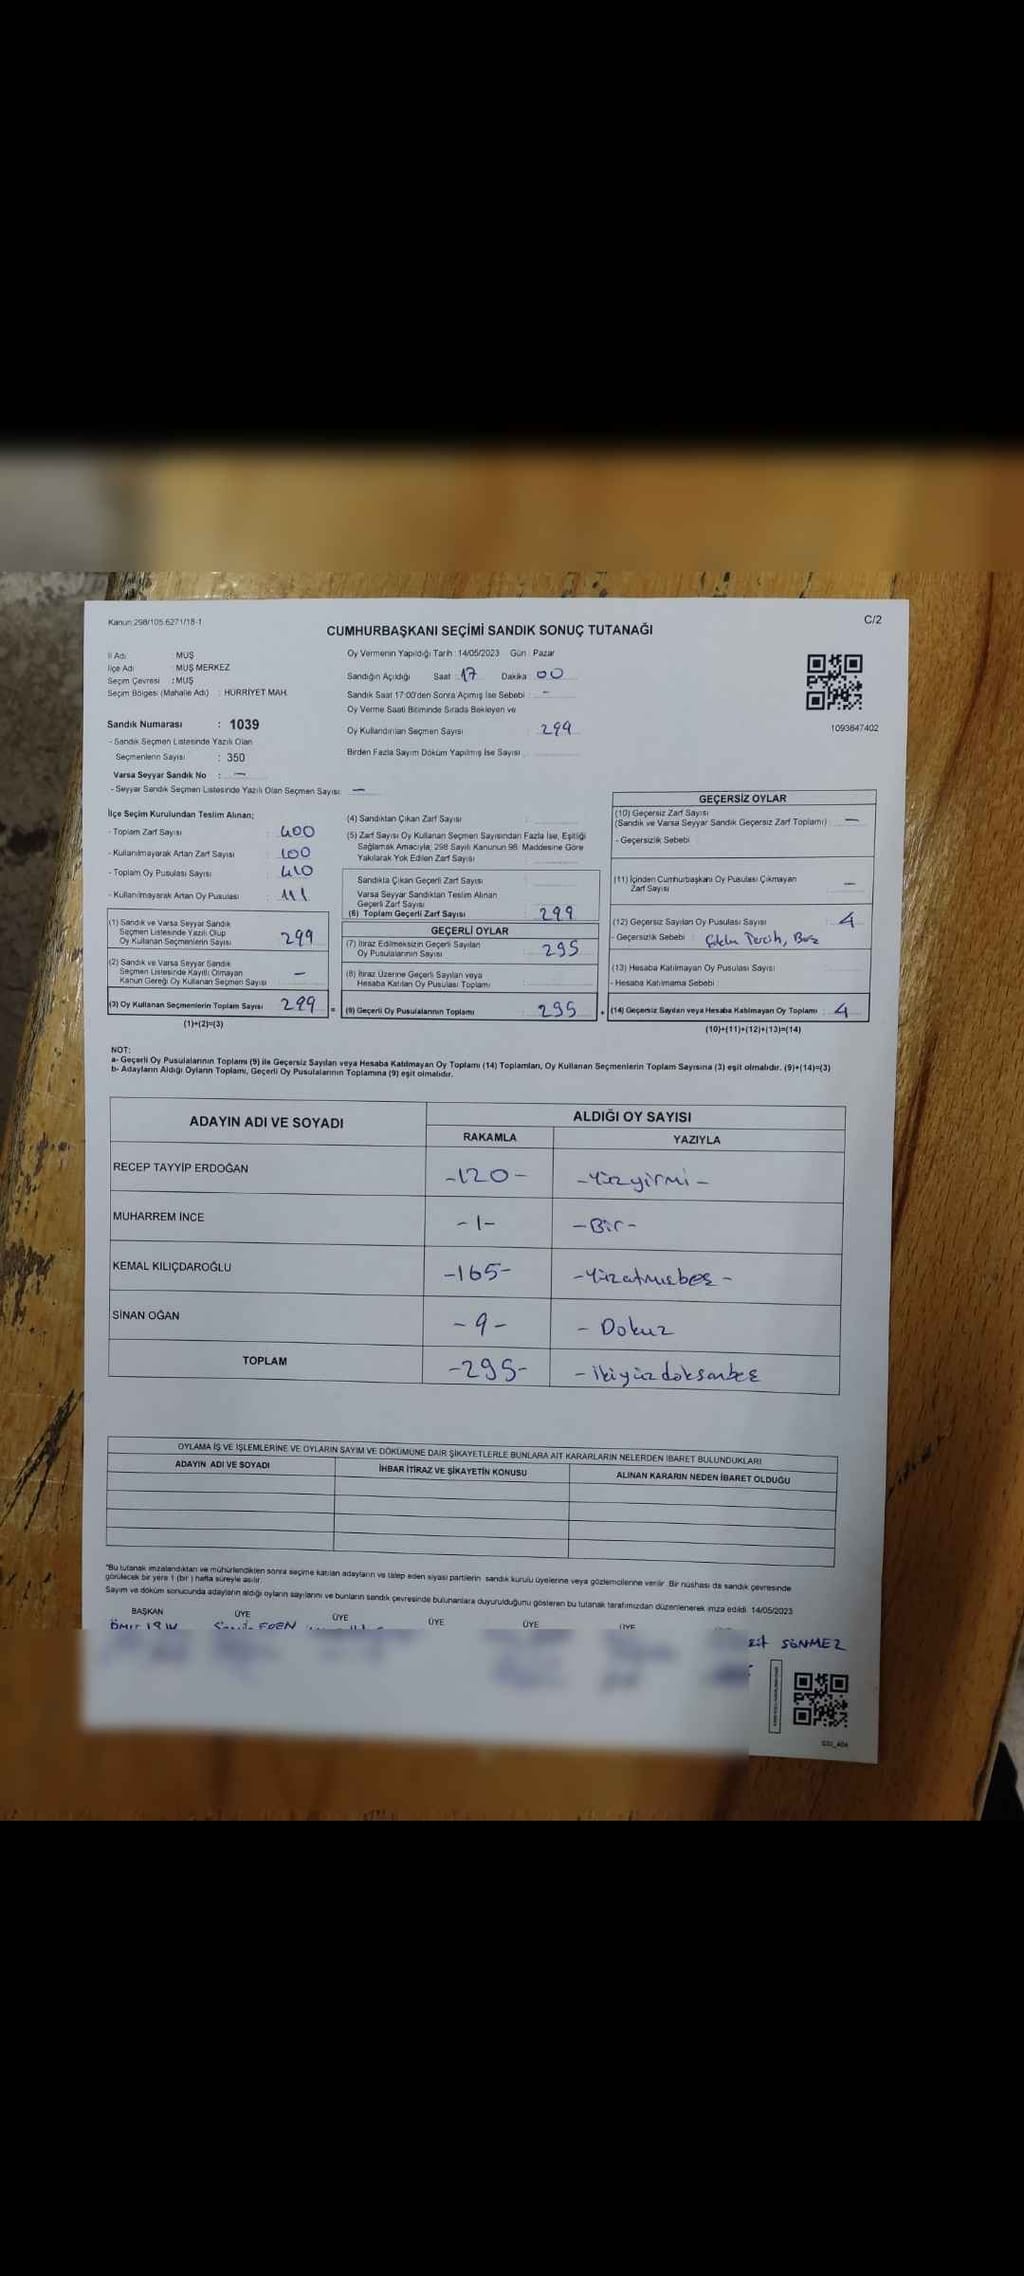 Kanun 298/105 6271/18-1
C/2
CUMHURBAŞKANI SEÇİMİ SANDIK SONUÇ TUTANAĞI
İl Adı : MUŞ
İlçe Adı : MUŞ MERKEZ
Seçim Çevresi : MUŞ
Seçim Bölgesi (Mahalle Adı) : HÜRRİYET MAH.
Oy Vermenin Yapıldığı Tarih : 14/05/2023 Gün : Pazar
Sandığın Açıldığı Saat 17 Dakika 00
Sandık Saat 17:00'den Sonra Açılmış İse Sebebi : -
Oy Verme Saati Bitiminde Sırada Bekleyen ve
Oy Kullandırılan Seçmen Sayısı : 299
Birden Fazla Sayım Döküm Yapılmış İse Sayısı
1093647402
Sandık Numarası : 1039
- Sandık Seçmen Listesinde Yazılı Olan
Seçmenlerin Sayısı : 350
Varsa Seyyar Sandık No : -
- Seyyar Sandık Seçmen Listesinde Yazılı Olan Seçmen Sayısı: -
İlçe Seçim Kurulundan Teslim Alınan;
- Toplam Zarf Sayısı : 400
- Kullanılmayarak Artan Zarf Sayısı : 100
- Toplam Oy Pusulası Sayısı : 410
- Kullanılmayarak Artan Oy Pusulası : 111
(1) Sandık ve Varsa Seyyar Sandık
Seçmen Listesinde Yazılı Olup
Oy Kullanan Seçmenlerin Sayısı 299
(2) Sandık ve Varsa Seyyar Sandık
Seçmen Listesinde Kayıtlı Olmayan
Kanun Gereği Oy Kullanan Seçmen Sayısı -
(3) Oy Kullanan Seçmenlerin Toplam Sayısı 299 =
(1)+(2)=(3)
(4) Sandıktan Çıkan Zarf Sayısı :
(5) Zarf Sayısı Oy Kullanan Seçmen Sayısından Fazla İse, Eşitliği
Sağlamak Amacıyla; 298 Sayılı Kanunun 98. Maddesine Göre
Yakılarak Yok Edilen Zarf Sayısı :
Sandıkta Çıkan Geçerli Zarf Sayısı :
Varsa Seyyar Sandıktan Teslim Alınan
Geçerli Zarf Sayısı
(6) Toplam Geçerli Zarf Sayısı : 299
GEÇERLİ OYLAR
(7) İtiraz Edilmeksizin Geçerli Sayılan
Oy Pusulalarının Sayısı : 295
(8) İtiraz Üzerine Geçerli Sayılan veya
Hesaba Katılan Oy Pusulası Toplamı
(9) Geçerli Oy Pusulalarının Toplamı : 295 +
GEÇERSİZ OYLAR
(10) Geçersiz Zarf Sayısı
(Sandık ve Varsa Seyyar Sandık Geçersiz Zarf Toplamı) : -
- Geçersizlik Sebebi
(11) İçinden Cumhurbaşkanı Oy Pusulası Çıkmayan
Zarf Sayısı -
(12) Geçersiz Sayılan Oy Pusulası Sayısı : 4
- Geçersizlik Sebebi : Tercih, Boş
(13) Hesaba Katılmayan Oy Pusulası Sayısı
- Hesaba Katılmama Sebebi :
(14) Geçersiz Sayılan veya Hesaba Katılmayan Oy Toplamı : 4
(10)+(11)+(12)+(13)=(14)
NOT:
a- Geçerli Oy Pusulalarının Toplamı (9) ile Geçersiz Sayılan veya Hesaba Katılmayan Oy Toplamı (14) Toplamları, Oy Kullanan Seçmenlerin Toplam Sayısına (3) eşit olmalıdır. (9)+(14)=(3)
b- Adayların Aldığı Oyların Toplamı, Geçerli Oy Pusulalarının Toplamına (9) eşit olmalıdır.
ADAYIN ADI VE SOYADI
ALDIĞI OY SAYISI
RAKAMLA YAZIYLA
RECEP TAYYİP ERDOĞAN -120- -Yüzyirmi-
MUHARREM İNCE -1- -Bir-
KEMAL KILIÇDAROĞLU -165- -Yüzatmışbeş-
SİNAN OĞAN -9- - Dokuz
TOPLAM -295- -ikiyüzdoksanbeş
OYLAMA İŞ VE İŞLEMLERİNE VE OYLARIN SAYIM VE DÖKÜMÜNE DAİR ŞİKAYETLERLE BUNLARA AİT KARARLARIN NELERDEN İBARET BULUNDUKLARI
ADAYIN ADI VE SOYADI İHBAR İTİRAZ VE ŞİKAYETİN KONUSU ALINAN KARARIN NEDEN İBARET OLDUĞU
*Bu tutanak imzalandıktan ve mühürlendikten sonra seçime katılan adayların ve talep eden siyasi partilerin sandık kurulu üyelerine veya gözlemcilerine verilir. Bir nüshası da sandık çevresinde
görülecek bir yere 1 (bir) hafta süreyle asılır.
Sayım ve döküm sonucunda adayların aldığı oyların sayılarını ve bunların sandık çevresinde bulunanlara duyurulduğunu gösteren bu tutanak tarafımızdan düzenlenerek imza edildi. 14/05/2023
BAŞKAN ÜYE ÜYE ÜYE ÜYE ÜYE
SÖNMEZ